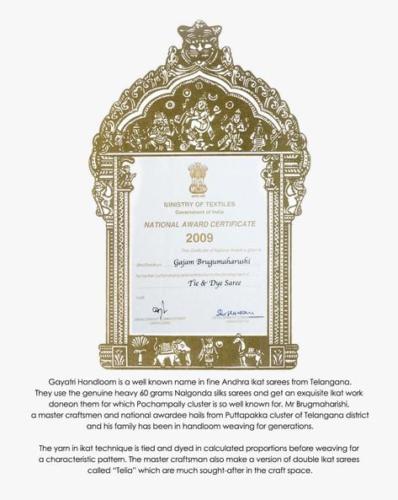 MINISTRY OF TEXTILES
Government of India
NATIONAL AWARD CERTIFICATE
2009
This Certificate of National Award is given to
Gajam Brugumaharushi
Tie & Dye Saree
Gayatri Handloom is a well known name in fine Andhra ikat sarees from Telangana.
They use the genuine heavy 60 grams Nalgonda silks sarees and get an exquisite ikat work
doneon them for which Pochampally cluster is so well known for. Mr Brugmaharishi,
a master craftsmen and national awardee hails from Puttapakka cluster of Telangana district
and his family has been in handloom weaving for generations.
The yarn in ikat technique is tied and dyed in calculated proportions before weaving for
a characteristic pattern. The master craftsman also make a version of double ikat sarees
called “Telia” which are much sought-after in the craft space.